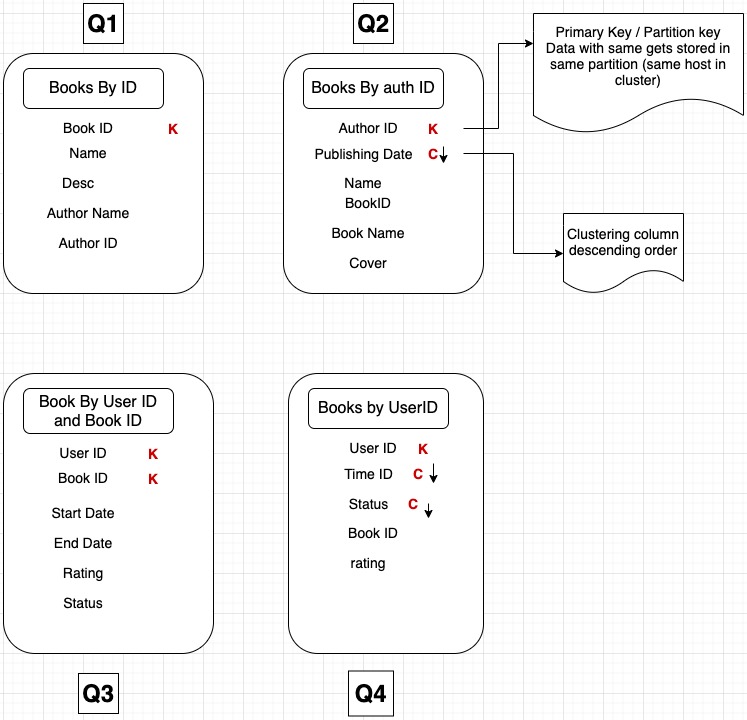 Q1
Books By ID
Book ID K
Name
Desc
Author Name
Author ID
Q2
Books By auth ID
Author ID K
Publishing Date C
Name
BookID
Book Name
Cover
Primary Key / Partition key
Data with same gets stored in
same partition (same host in
cluster)
Clustering column
descending order
Book By User ID
and Book ID
User ID K
Book ID K
Start Date
End Date
Rating
Status
Q3
Books by UserID
User ID K
Time ID C
Status C
Book ID
rating
Q4